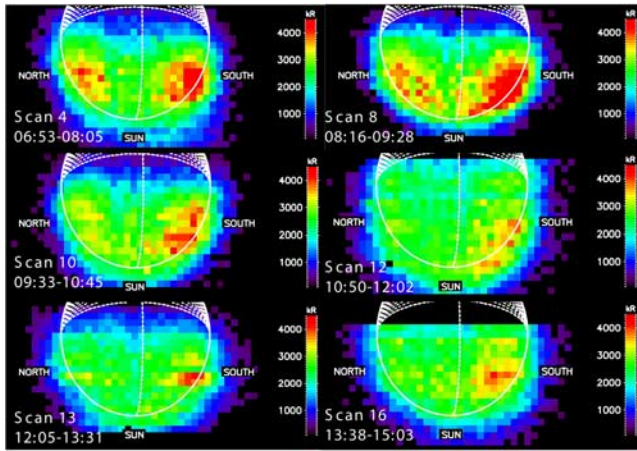 kR
4000
3000
2000
1000
NORTH
SOUTH
Scan 4
06:53-08:05
SUN
kR
4000
3000
2000
1000
NORTH
SOUTH
Scan 8
08:16-09:28
SUN
kR
4000
3000
2000
1000
NORTH
SOUTH
Scan 10
09:33-10:45
SUN
kR
4000
3000
2000
1000
NORTH
SOUTH
Scan 12
10:50-12:02
SUN
kR
4000
3000
2000
1000
NORTH
SOUTH
Scan 13
12:05-13:31
SUN
kR
4000
3000
2000
1000
NORTH
SOUTH
Scan 16
13:38-15:03
SUN